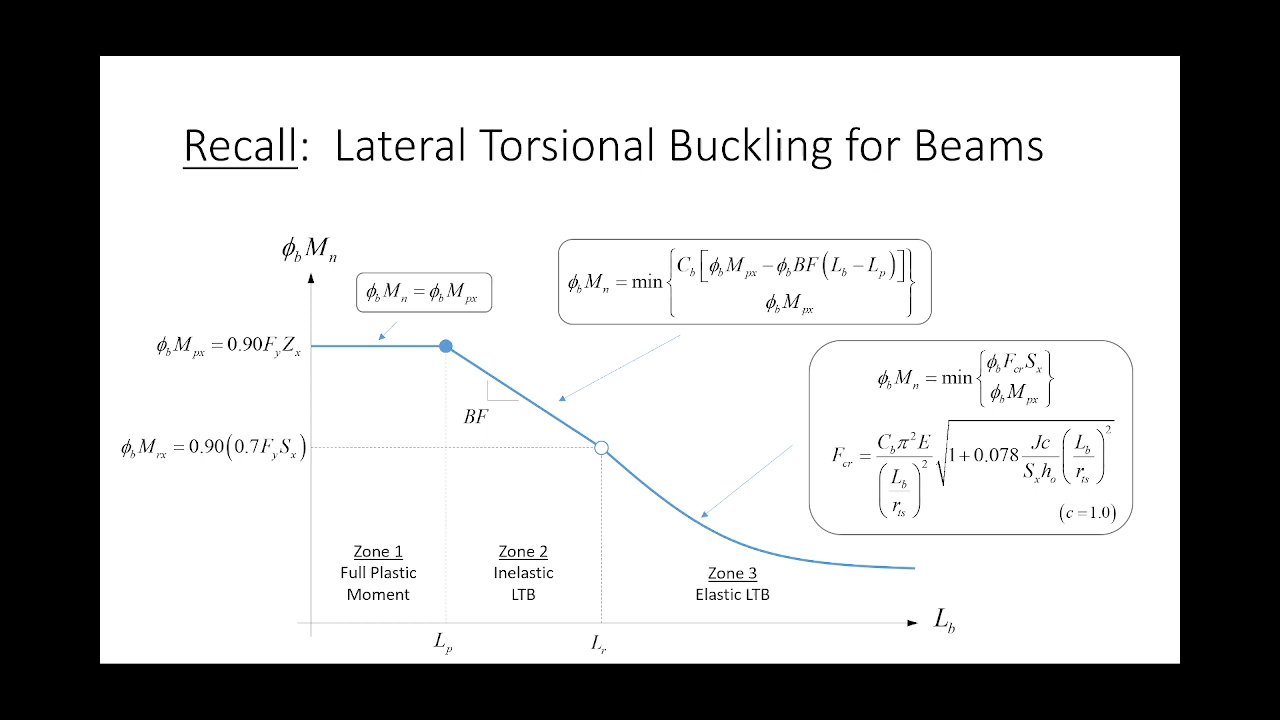 Recall: Lateral Torsional Buckling for Beams
ϕ_b M_n
ϕ_b M_n = ϕ_b M_px
ϕ_b M_n = min { C_b [ ϕ_b M_px − ϕ_b BF ( L_b − L_p ) ]
ϕ_b M_px }
ϕ_b M_px = 0.90F_y Z_x
BF
ϕ_b M_rx = 0.90(0.7F_y S_x)
ϕ_b M_n = min { ϕ_b F_cr S_x
ϕ_b M_px }
F_cr = C_b π² E / (L_b / r_ts)² √(1 + 0.078 Jc / (S_x h_o) (L_b / r_ts)²)
(c = 1.0)
Zone 1
Full Plastic
Moment
Zone 2
Inelastic
LTB
Zone 3
Elastic LTB
L_b
L_p
L_r